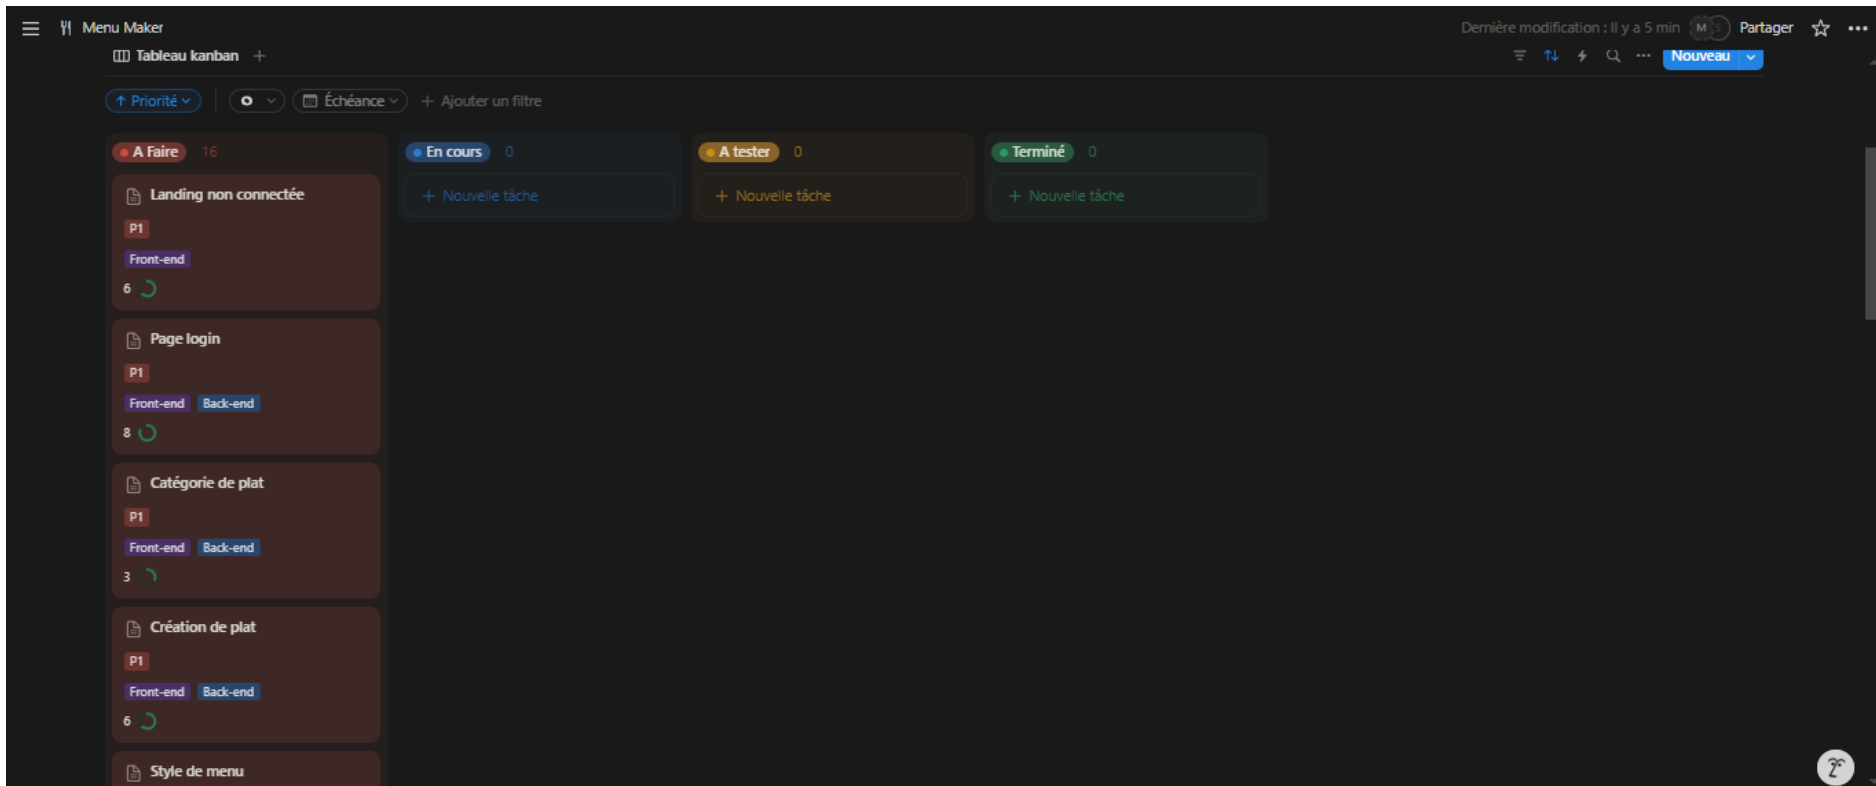 Menu Maker
Dernière modification : Il y a 5 min M S Partager
Tableau kanban
Nouveau
Priorité
Échéance
Ajouter un filtre
A Faire 16
En cours 0
A tester 0
Terminé 0
Landing non connectée
P1
Front-end
6
Nouvelle tâche
Nouvelle tâche
Nouvelle tâche
Page login
P1
Front-end Back-end
8
Catégorie de plat
P1
Front-end Back-end
3
Création de plat
P1
Front-end Back-end
6
Style de menu